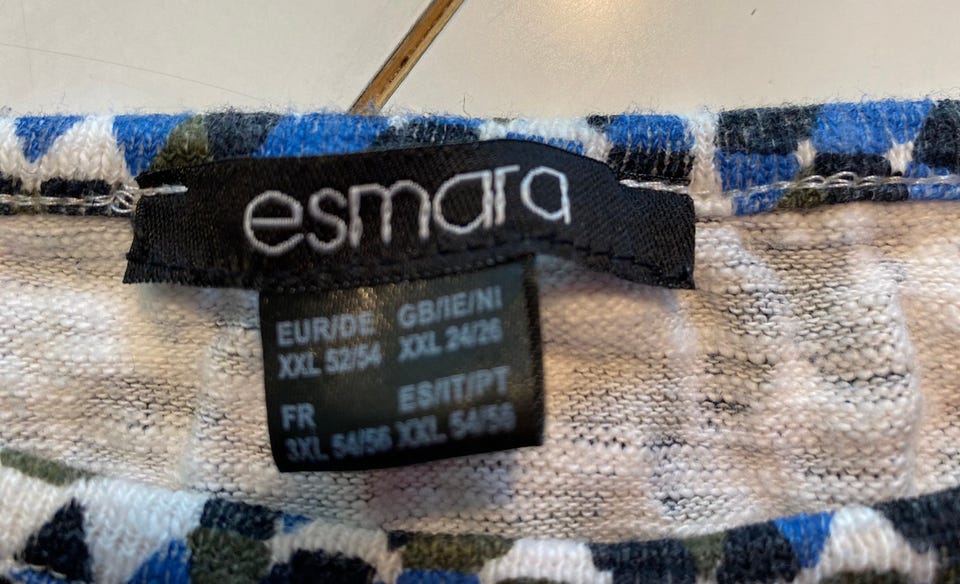 esmara
EUR/DE GB/IE/NI
XXL 52/54 XXL 24/26
FR ES/IT/PT
3XL 54/56 XXL 54/56